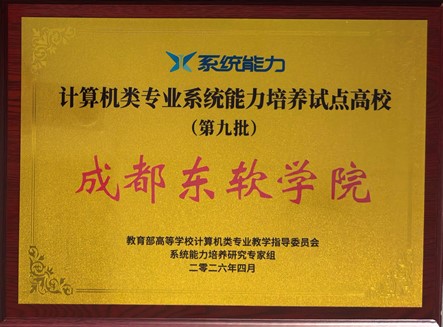 系统能力
计算机类专业系统能力培养试点高校
（第九批）
成都东软学院
教育部高等学校计算机类专业教学指导委员会
系统能力培养研究专家组
二零二六年四月